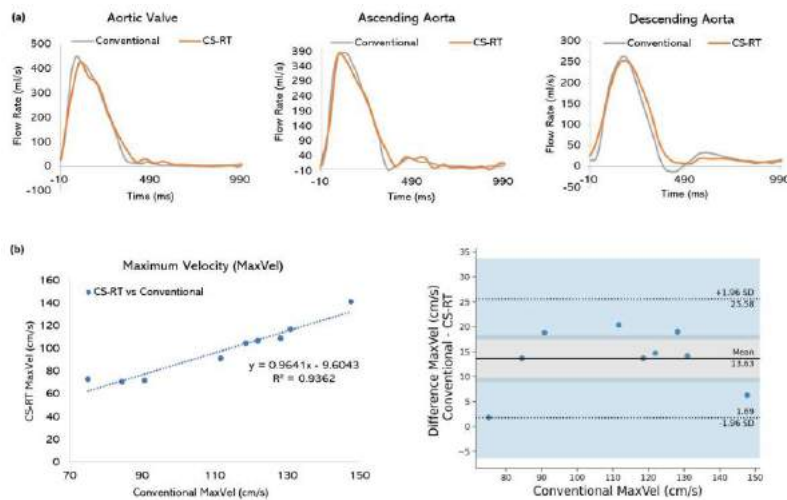 (a)
Aortic Valve
Conventional
CS-RT
Flow Rate (ml/s)
500
400
300
200
100
0
-100
-10
490
990
Time (ms)
Ascending Aorta
Conventional
CS-RT
Flow Rate (ml/s)
390
340
290
240
190
140
90
40
-10
-10
490
990
Time (ms)
Descending Aorta
Conventional
CS-RT
Flow Rate (ml/s)
300
250
200
150
100
50
0
50
-10
490
990
Time (ms)
(b)
Maximum Velocity (MaxVel)
CS-RT vs Conventional
CS-RT MaxVel (cm/s)
160
140
120
100
80
60
40
20
0
y = 0.9641x - 9.6043
R² = 0.9362
70
90
110
130
150
Conventional MaxVel (cm/s)
Difference MaxVel (cm/s)
Conventional - CS-RT
35
30
25
20
15
10
5
0
−5
+1.96 SD
25.58
Mean
13.63
1.69
-1.96 SD
80
90
100
110
120
130
140
150
Conventional MaxVel (cm/s)